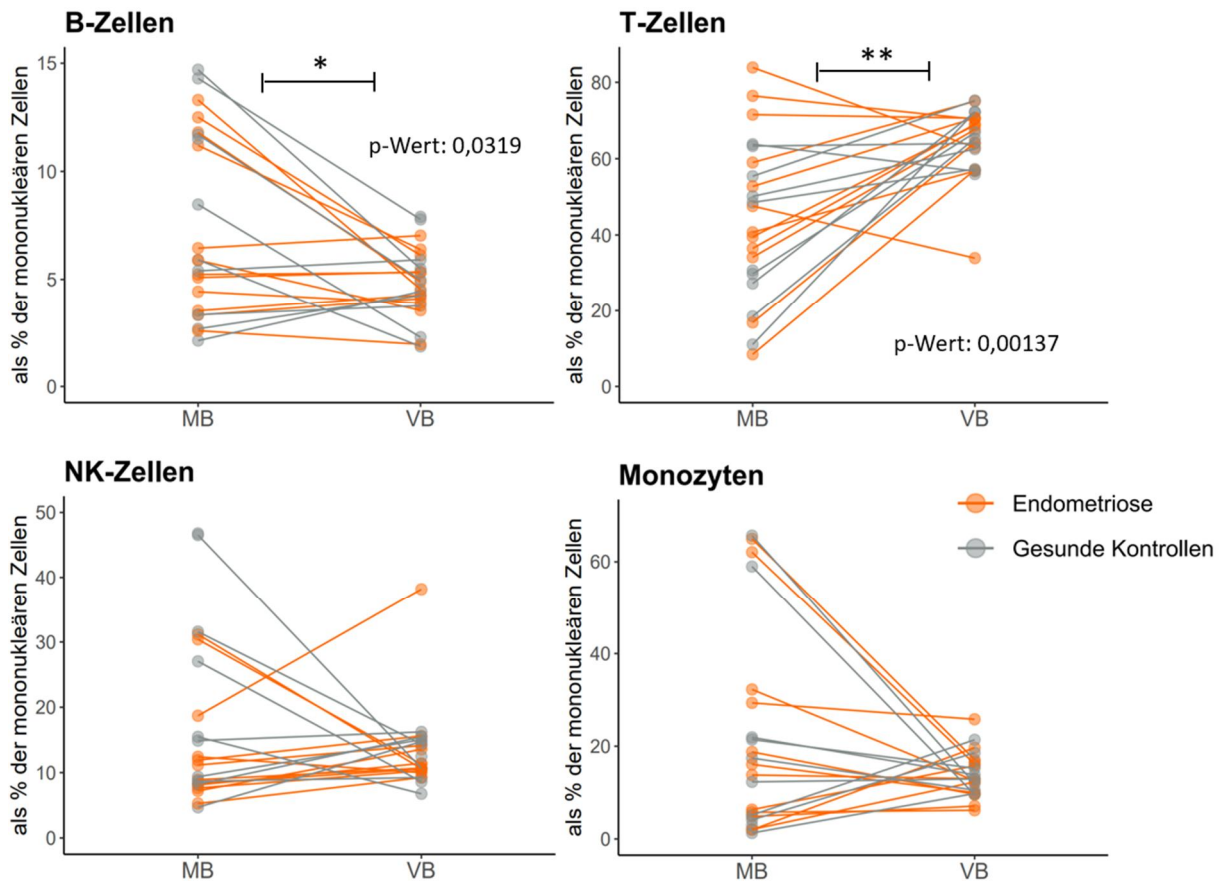 B-Zellen
als % der mononukleären Zellen
15
10
5
0
*
p-Wert: 0,0319
MB
VB
T-Zellen
als % der mononukleären Zellen
80
60
40
20
0
**
p-Wert: 0,00137
MB
VB
NK-Zellen
als % der mononukleären Zellen
50
40
30
20
10
0
MB
VB
Monozyten
als % der mononukleären Zellen
60
40
20
0
MB
VB
Endometriose
Gesunde Kontrollen